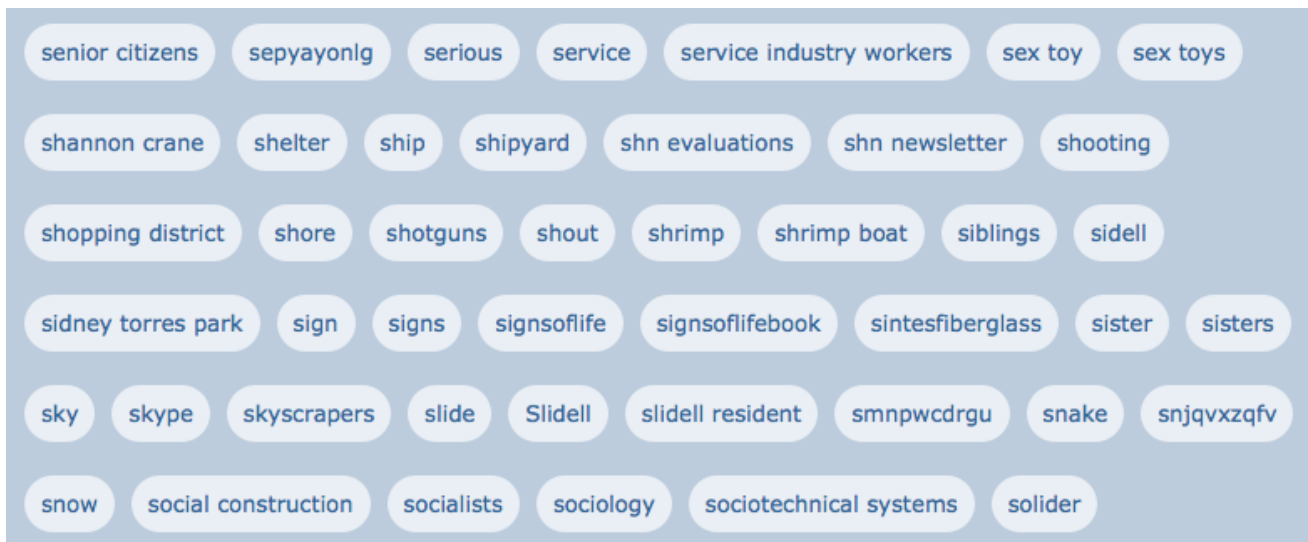 senior citizens sepyayonlg serious service service industry workers sex toy sex toys
shannon crane shelter ship shipyard shn evaluations shn newsletter shooting
shopping district shore shotguns shout shrimp shrimp boat siblings sidell
sidney torres park sign signs signsoflife signsoflifebook sintesfiberglass sister sisters
sky skype skyscrapers slide Slidell slidell resident smnpwcdrgu snake snjqvxzqfv
snow social construction socialists sociology sociotechnical systems solider